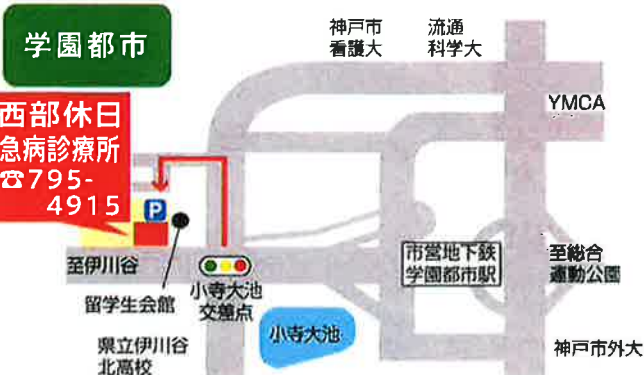 学園都市
神戸市
看護大
流通
科学大
YMCA
西部休日
急病診療所
☎795-
4915
P
至伊川谷
留学生会館
小寺大池
交差点
市営地下鉄
学園都市駅
至総合
運動公園
小寺大池
県立伊川谷
北高校
神戸市外大